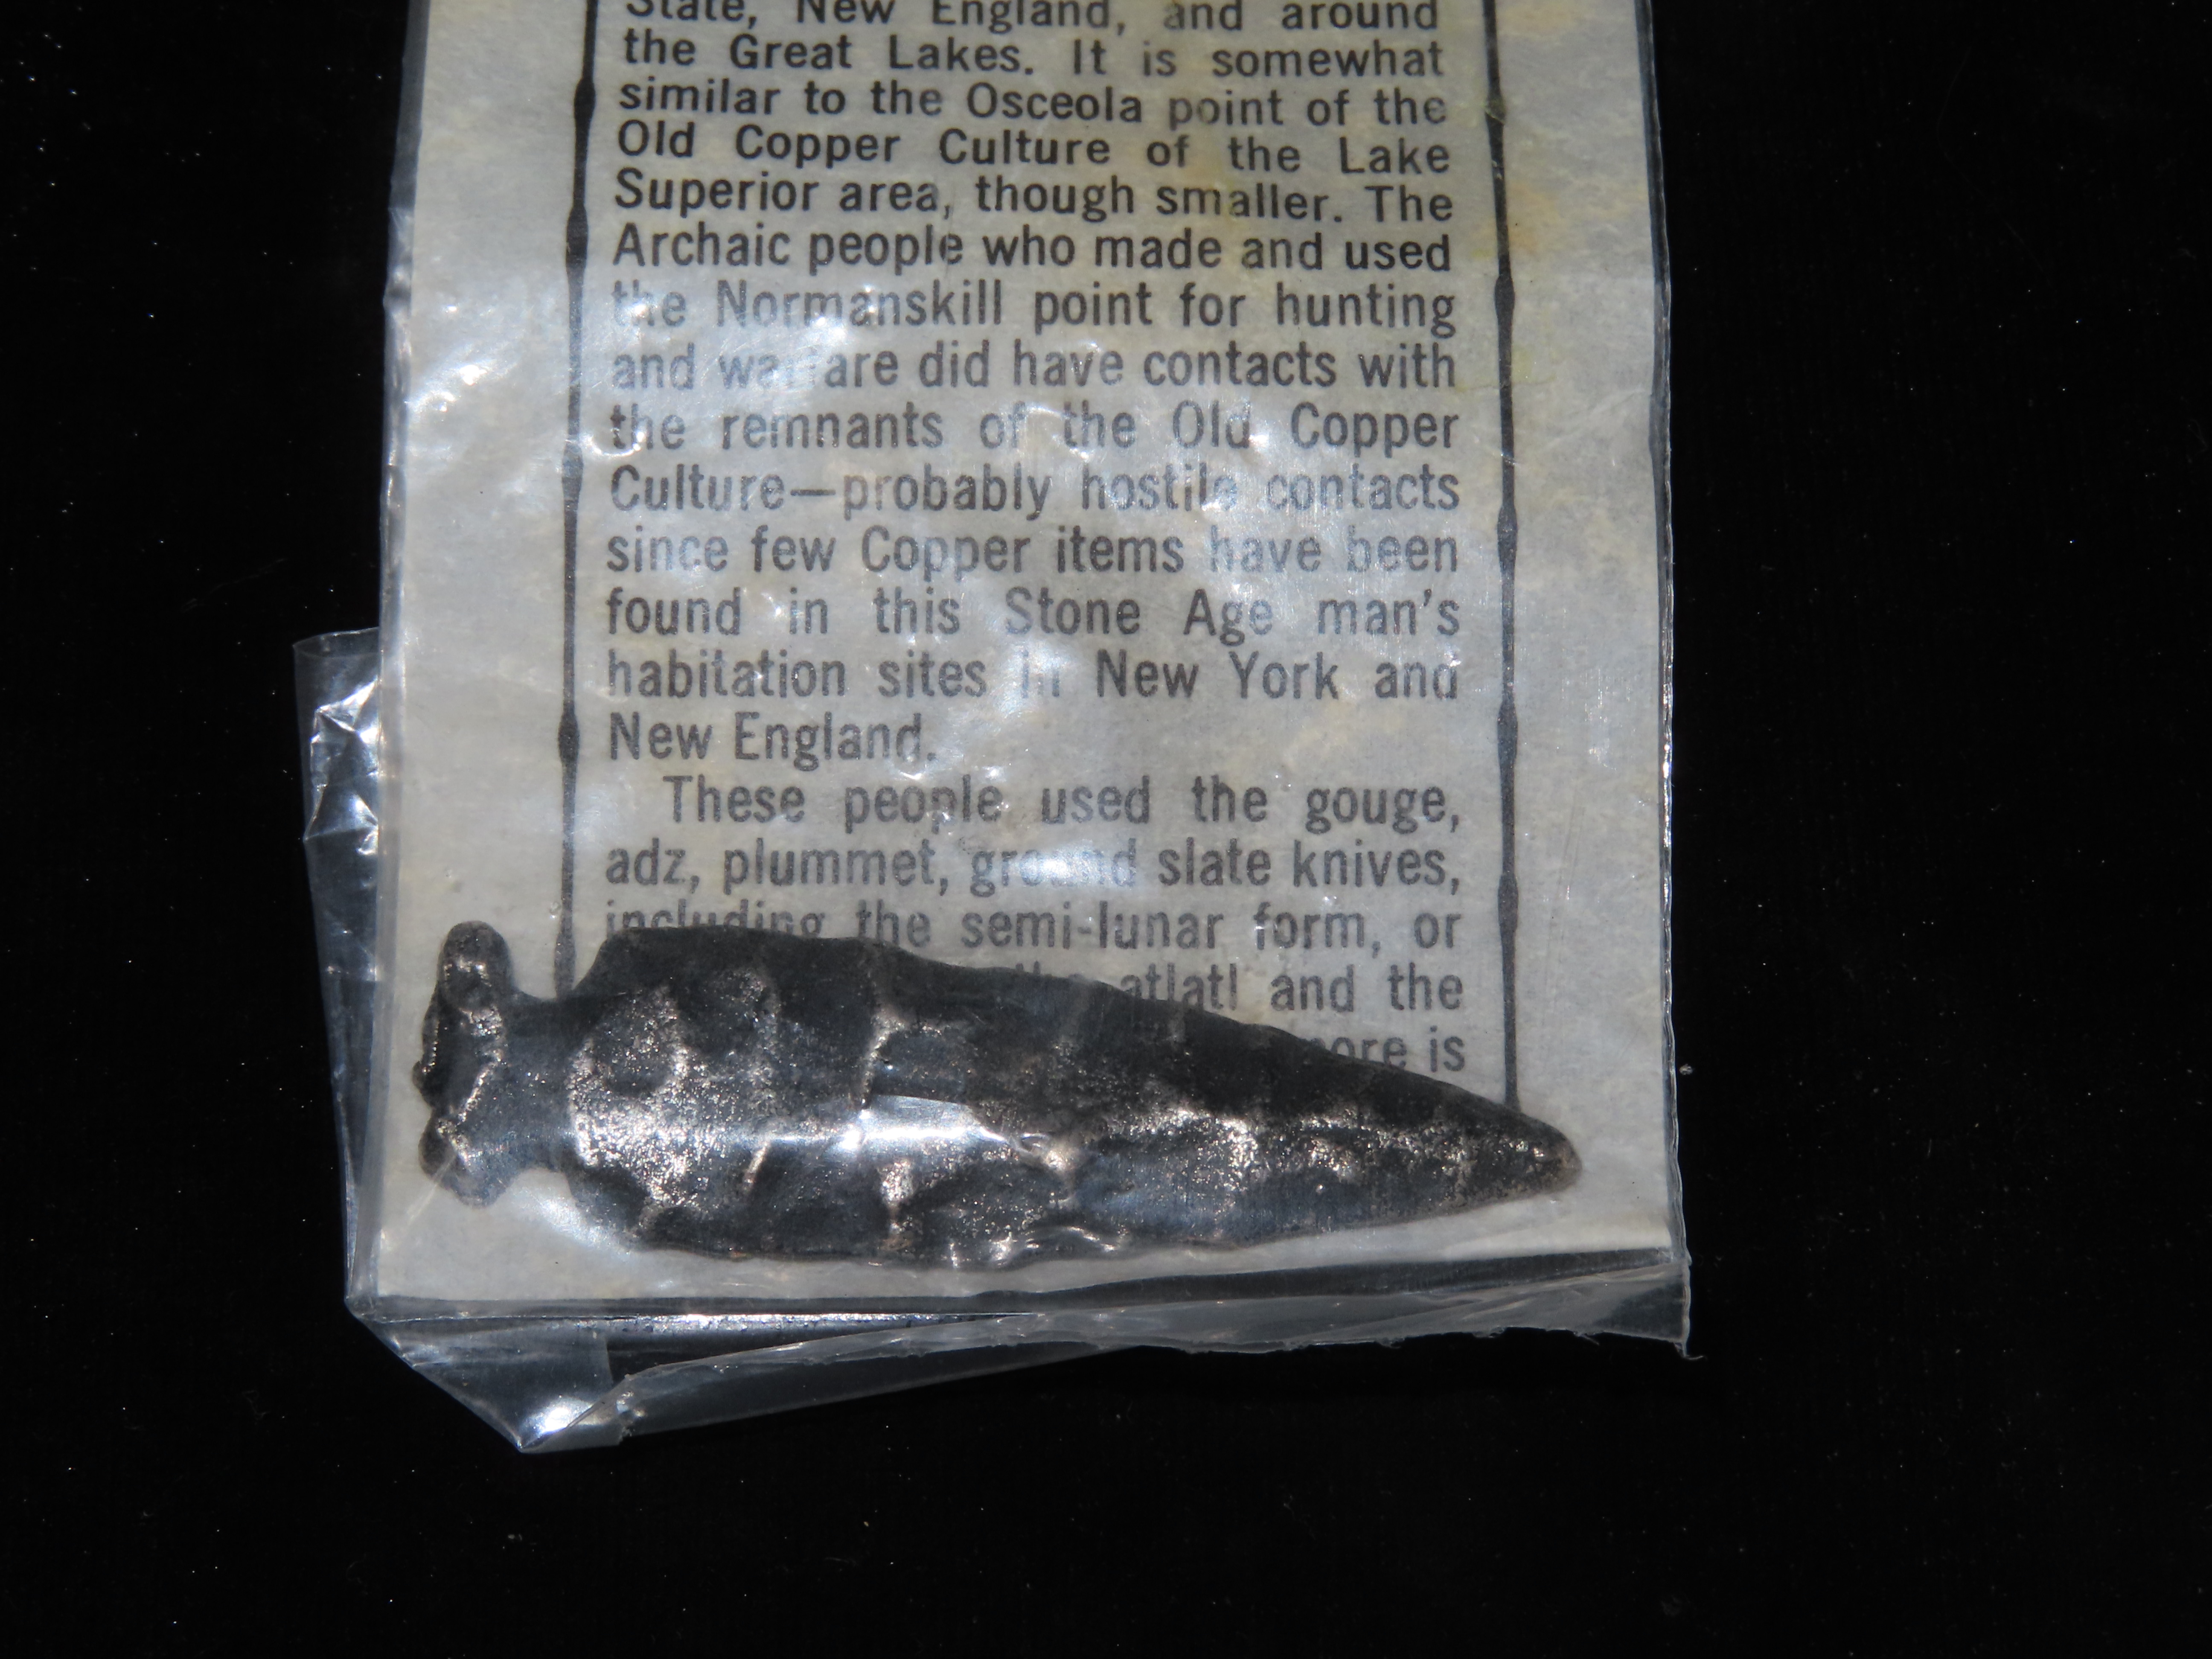 State, New England, and around
the Great Lakes. It is somewhat
similar to the Osceola point of the
Old Copper Culture of the Lake
Superior area, though smaller. The
Archaic people who made and used
the Normanskill point for hunting
and warfare did have contacts with
the remnants of the Old Copper
Culture—probably hostile contacts
since few Copper items have been
found in this Stone Age man's
habitation sites in New York and
New England.
These people used the gouge,
adz, plummet, ground slate knives,
including the semi-lunar form, or
the atlatl and the
is